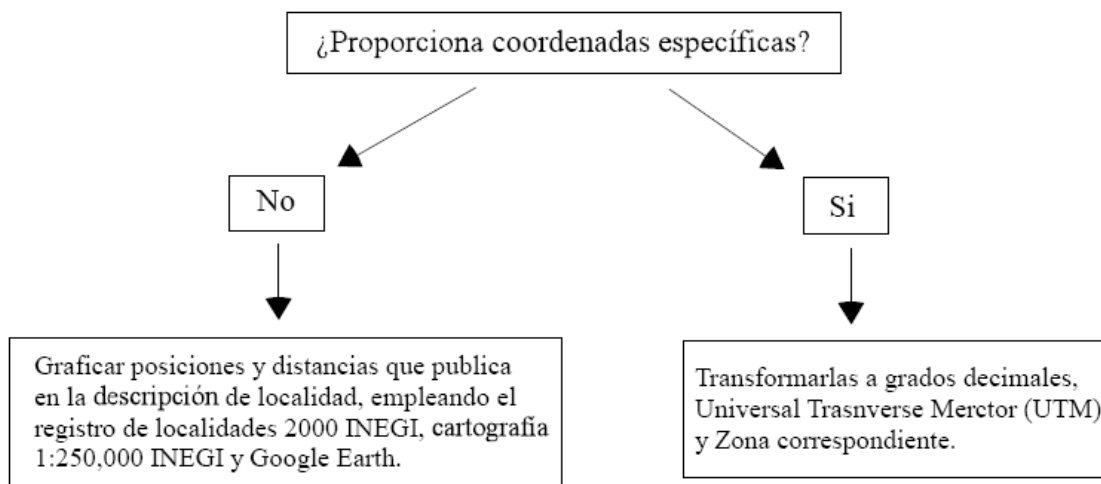 ¿Proporciona coordenadas específicas?
No
Si
Graficar posiciones y distancias que publica
en la descripción de localidad, empleando el
registro de localidades 2000 INEGI, cartografía
1:250,000 INEGI y Google Earth.
Transformarlas a grados decimales,
Universal Trasnverse Merctor (UTM)
y Zona correspondiente.